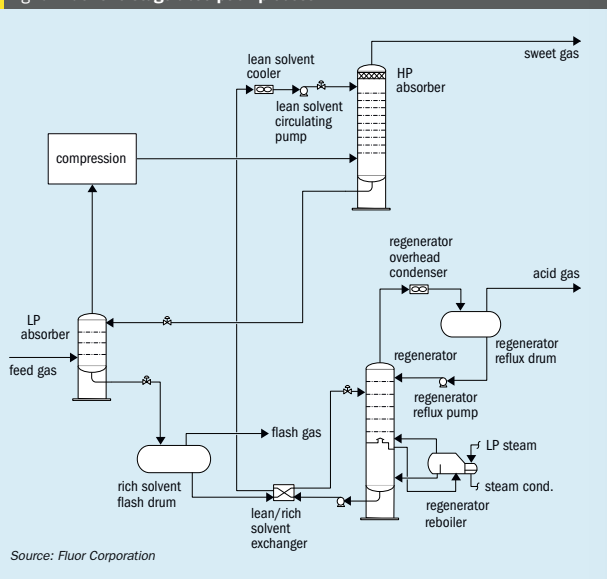 sweet gas
lean solvent
cooler
HP
absorber
lean solvent
circulating
pump
compression
regenerator
overhead
condenser
acid gas
LP
absorber
feed gas
regenerator
regenerator
reflux drum
regenerator
reflux pump
flash gas
LP steam
rich solvent
flash drum
steam cond.
lean/rich
solvent
exchanger
regenerator
reboiler
Source: Fluor Corporation